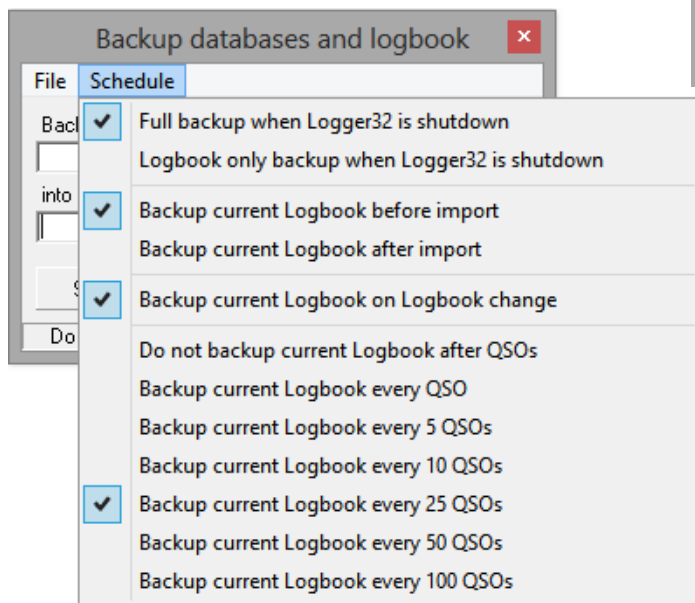 Backup databases and logbook
File Schedule
Full backup when Logger32 is shutdown
Logbook only backup when Logger32 is shutdown
into
Backup current Logbook before import
Backup current Logbook after import
Backup current Logbook on Logbook change
Do
Do not backup current Logbook after QSOs
Backup current Logbook every QSO
Backup current Logbook every 5 QSOs
Backup current Logbook every 10 QSOs
Backup current Logbook every 25 QSOs
Backup current Logbook every 50 QSOs
Backup current Logbook every 100 QSOs